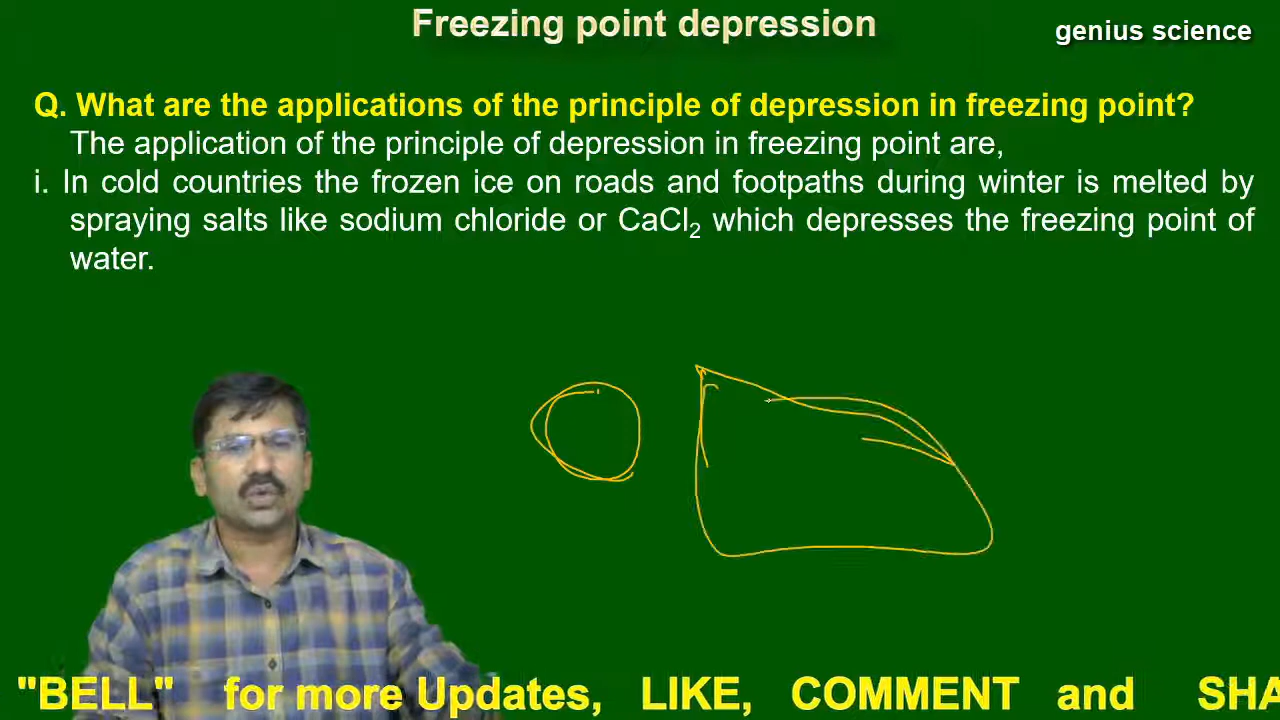 Freezing point depression
genius science
Q. What are the applications of the principle of depression in freezing point?
The application of the principle of depression in freezing point are,
i. In cold countries the frozen ice on roads and footpaths during winter is melted by
spraying salts like sodium chloride or CaCl₂ which depresses the freezing point of
water.
"BELL" for more Updates, LIKE, COMMENT and SHA